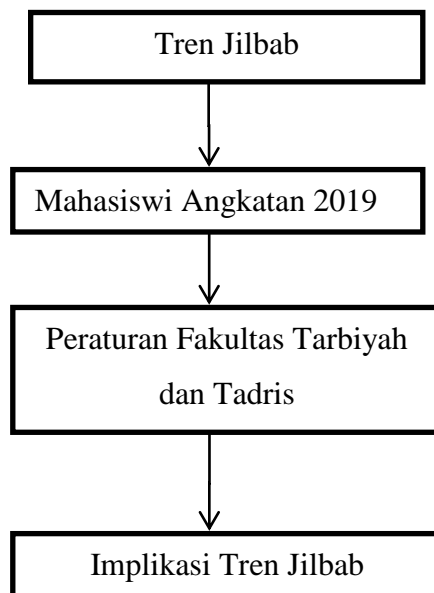 Tren Jilbab
Mahasiswi Angkatan 2019
Peraturan Fakultas Tarbiyah
dan Tadris
Implikasi Tren Jilbab